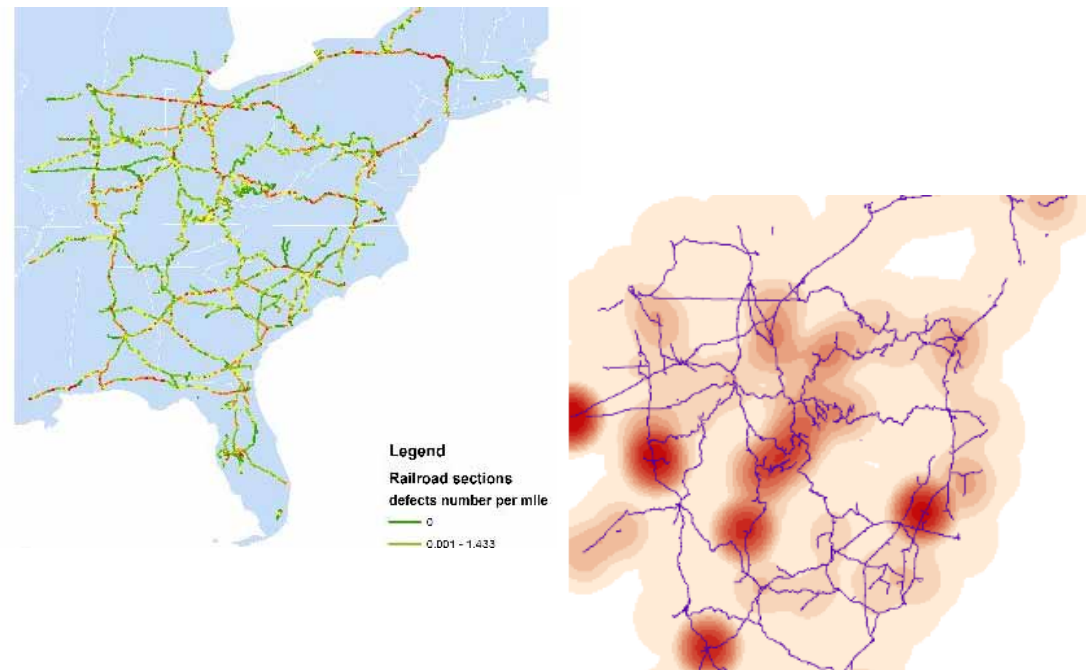 Legend
Railroad sections
defects number per mile
0
0.001 - 1.433